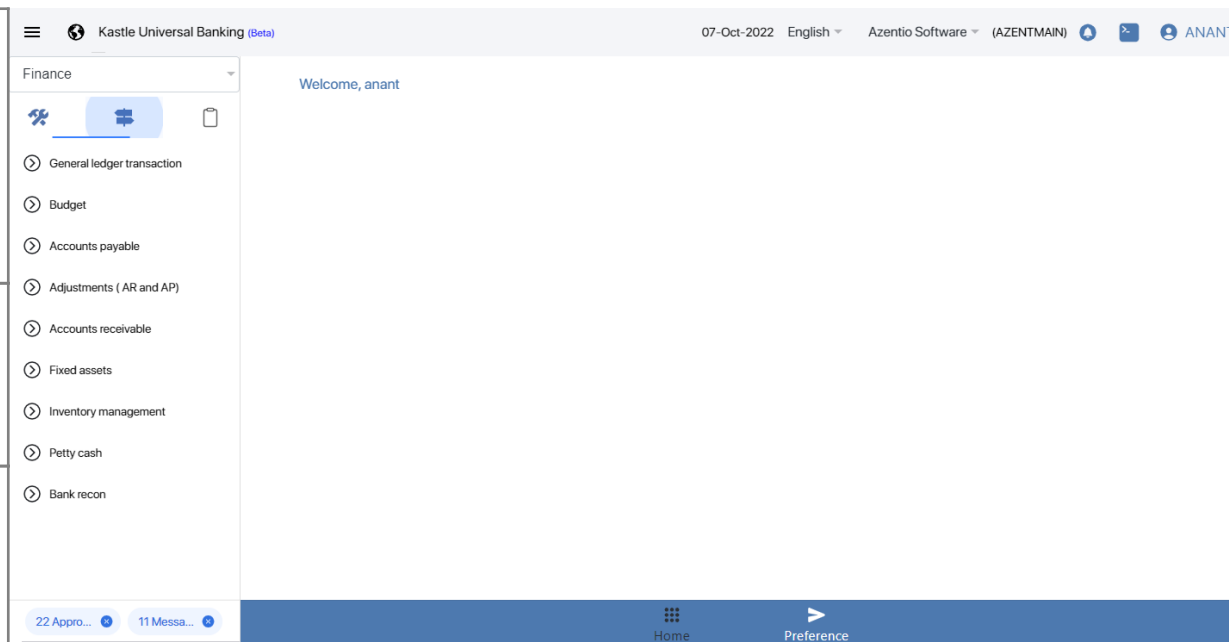 Kastle Universal Banking (Beta) 07-Oct-2022 English Azentio Software (AZENTMAIN) ANANT
Finance
Welcome, anant
General ledger transaction
Budget
Accounts payable
Adjustments ( AR and AP)
Accounts receivable
Fixed assets
Inventory management
Petty cash
Bank recon
22 Appro... 11 Messa...
Home Preference